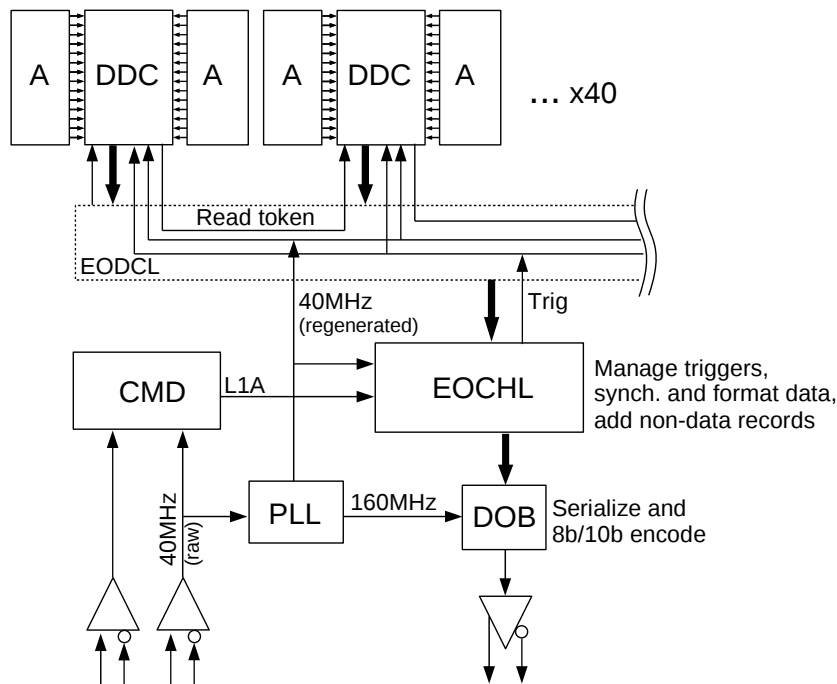 A
DDC
A
A
DDC
A
... x40
Read token
EODCL
40MHz
(regenerated)
Trig
CMD
L1A
EOCHL
Manage triggers,
synch. and format data,
add non-data records
40MHz
(raw)
PLL
160MHz
DOB
Serialize and
8b/10b encode